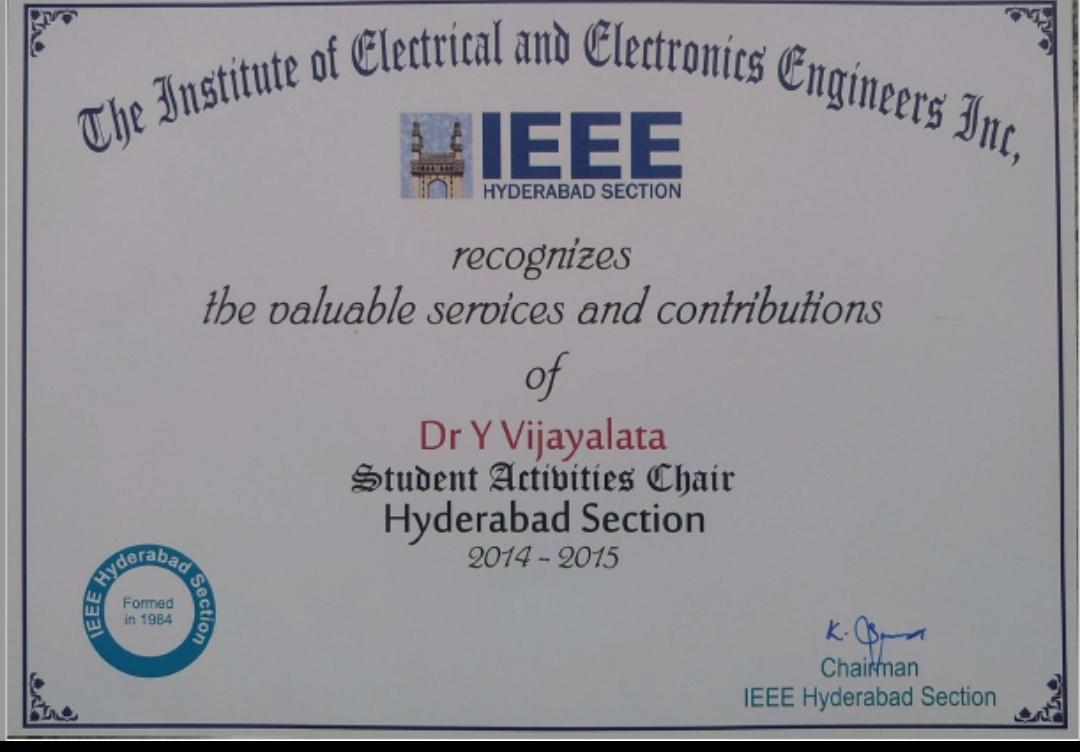 The Institute of Electrical and Electronics Engineers Inc,
IEEE
HYDERABAD SECTION
recognizes
the valuable services and contributions
of
Dr Y Vijayalata
Student Activities Chair
Hyderabad Section
2014 - 2015
IEEE Hyderabad Section
Formed
in 1984
K.
Chairman
IEEE Hyderabad Section